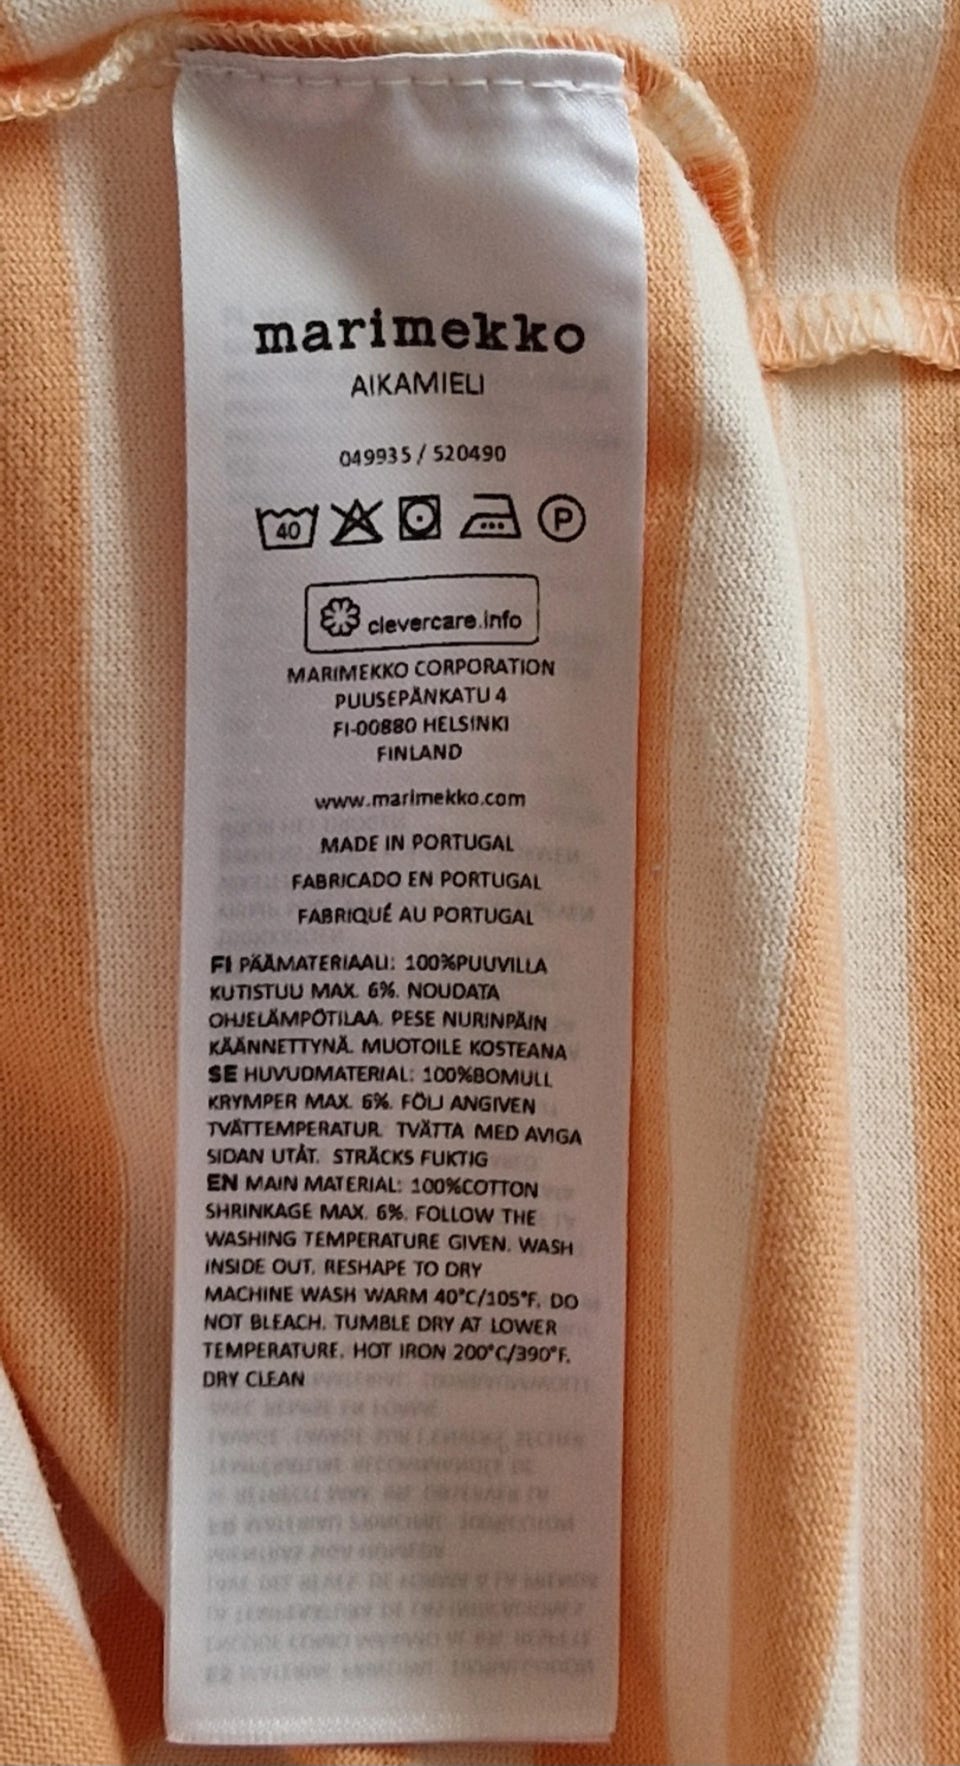 marimekko
AIKAMIELI
049935 / 520490
40 P
clevercare.info
MARIMEKKO CORPORATION
PUUSEPÄNKATU 4
FI-00880 HELSINKI
FINLAND
www.marimekko.com
MADE IN PORTUGAL
FABRICADO EN PORTUGAL
FABRIQUÉ AU PORTUGAL
FI PÄÄMATERIAALI: 100%PUUVILLA
KUTISTUU MAX. 6%. NOUDATA
OHJELÄMPÖTILAA. PESE NURINPÄIN
KÄÄNNETTYNÄ. MUOTOILE KOSTEANA
SE HUVUDMATERIAL: 100%BOMULL
KRYMPER MAX. 6%. FÖLJ ANGIVEN
TVÄTTEMPERATUR. TVÄTTA MED AVIGA
SIDAN UTÅT. STRÄCKS FUKTIG
EN MAIN MATERIAL: 100%COTTON
SHRINKAGE MAX. 6%. FOLLOW THE
WASHING TEMPERATURE GIVEN. WASH
INSIDE OUT. RESHAPE TO DRY
MACHINE WASH WARM 40°C/105°F. DO
NOT BLEACH. TUMBLE DRY AT LOWER
TEMPERATURE. HOT IRON 200°C/390°F.
DRY CLEAN